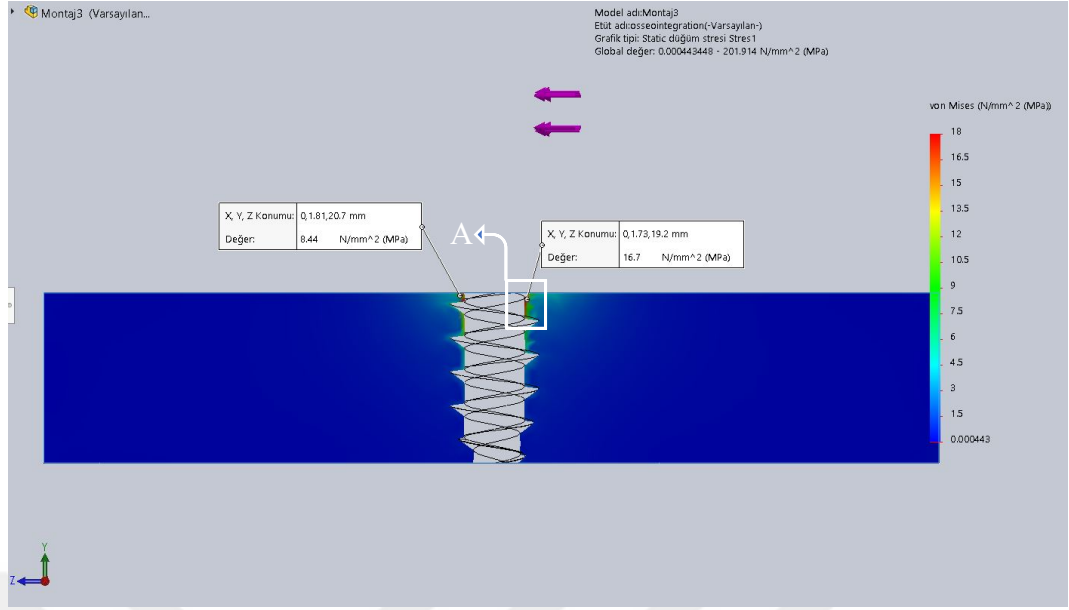 Montaj3 (Varsayılan...
Model adı:Montaj3
Etüt adı:osseointegration(-Varsayılan-)
Grafik tipi: Static düğüm stresi Stres1
Global değer: 0.000443448 - 201.914 N/mm^2 (MPa)
von Mises (N/mm^2 (MPa))
18
16.5
15
13.5
12
10.5
9
7.5
6
4.5
3
1.5
0.000443
X, Y, Z Konumu: 0,1.81,20.7 mm
Değer: 8.44 N/mm^2 (MPa)
A
X, Y, Z Konumu: 0,1.73,19.2 mm
Değer: 16.7 N/mm^2 (MPa)
Y
Z